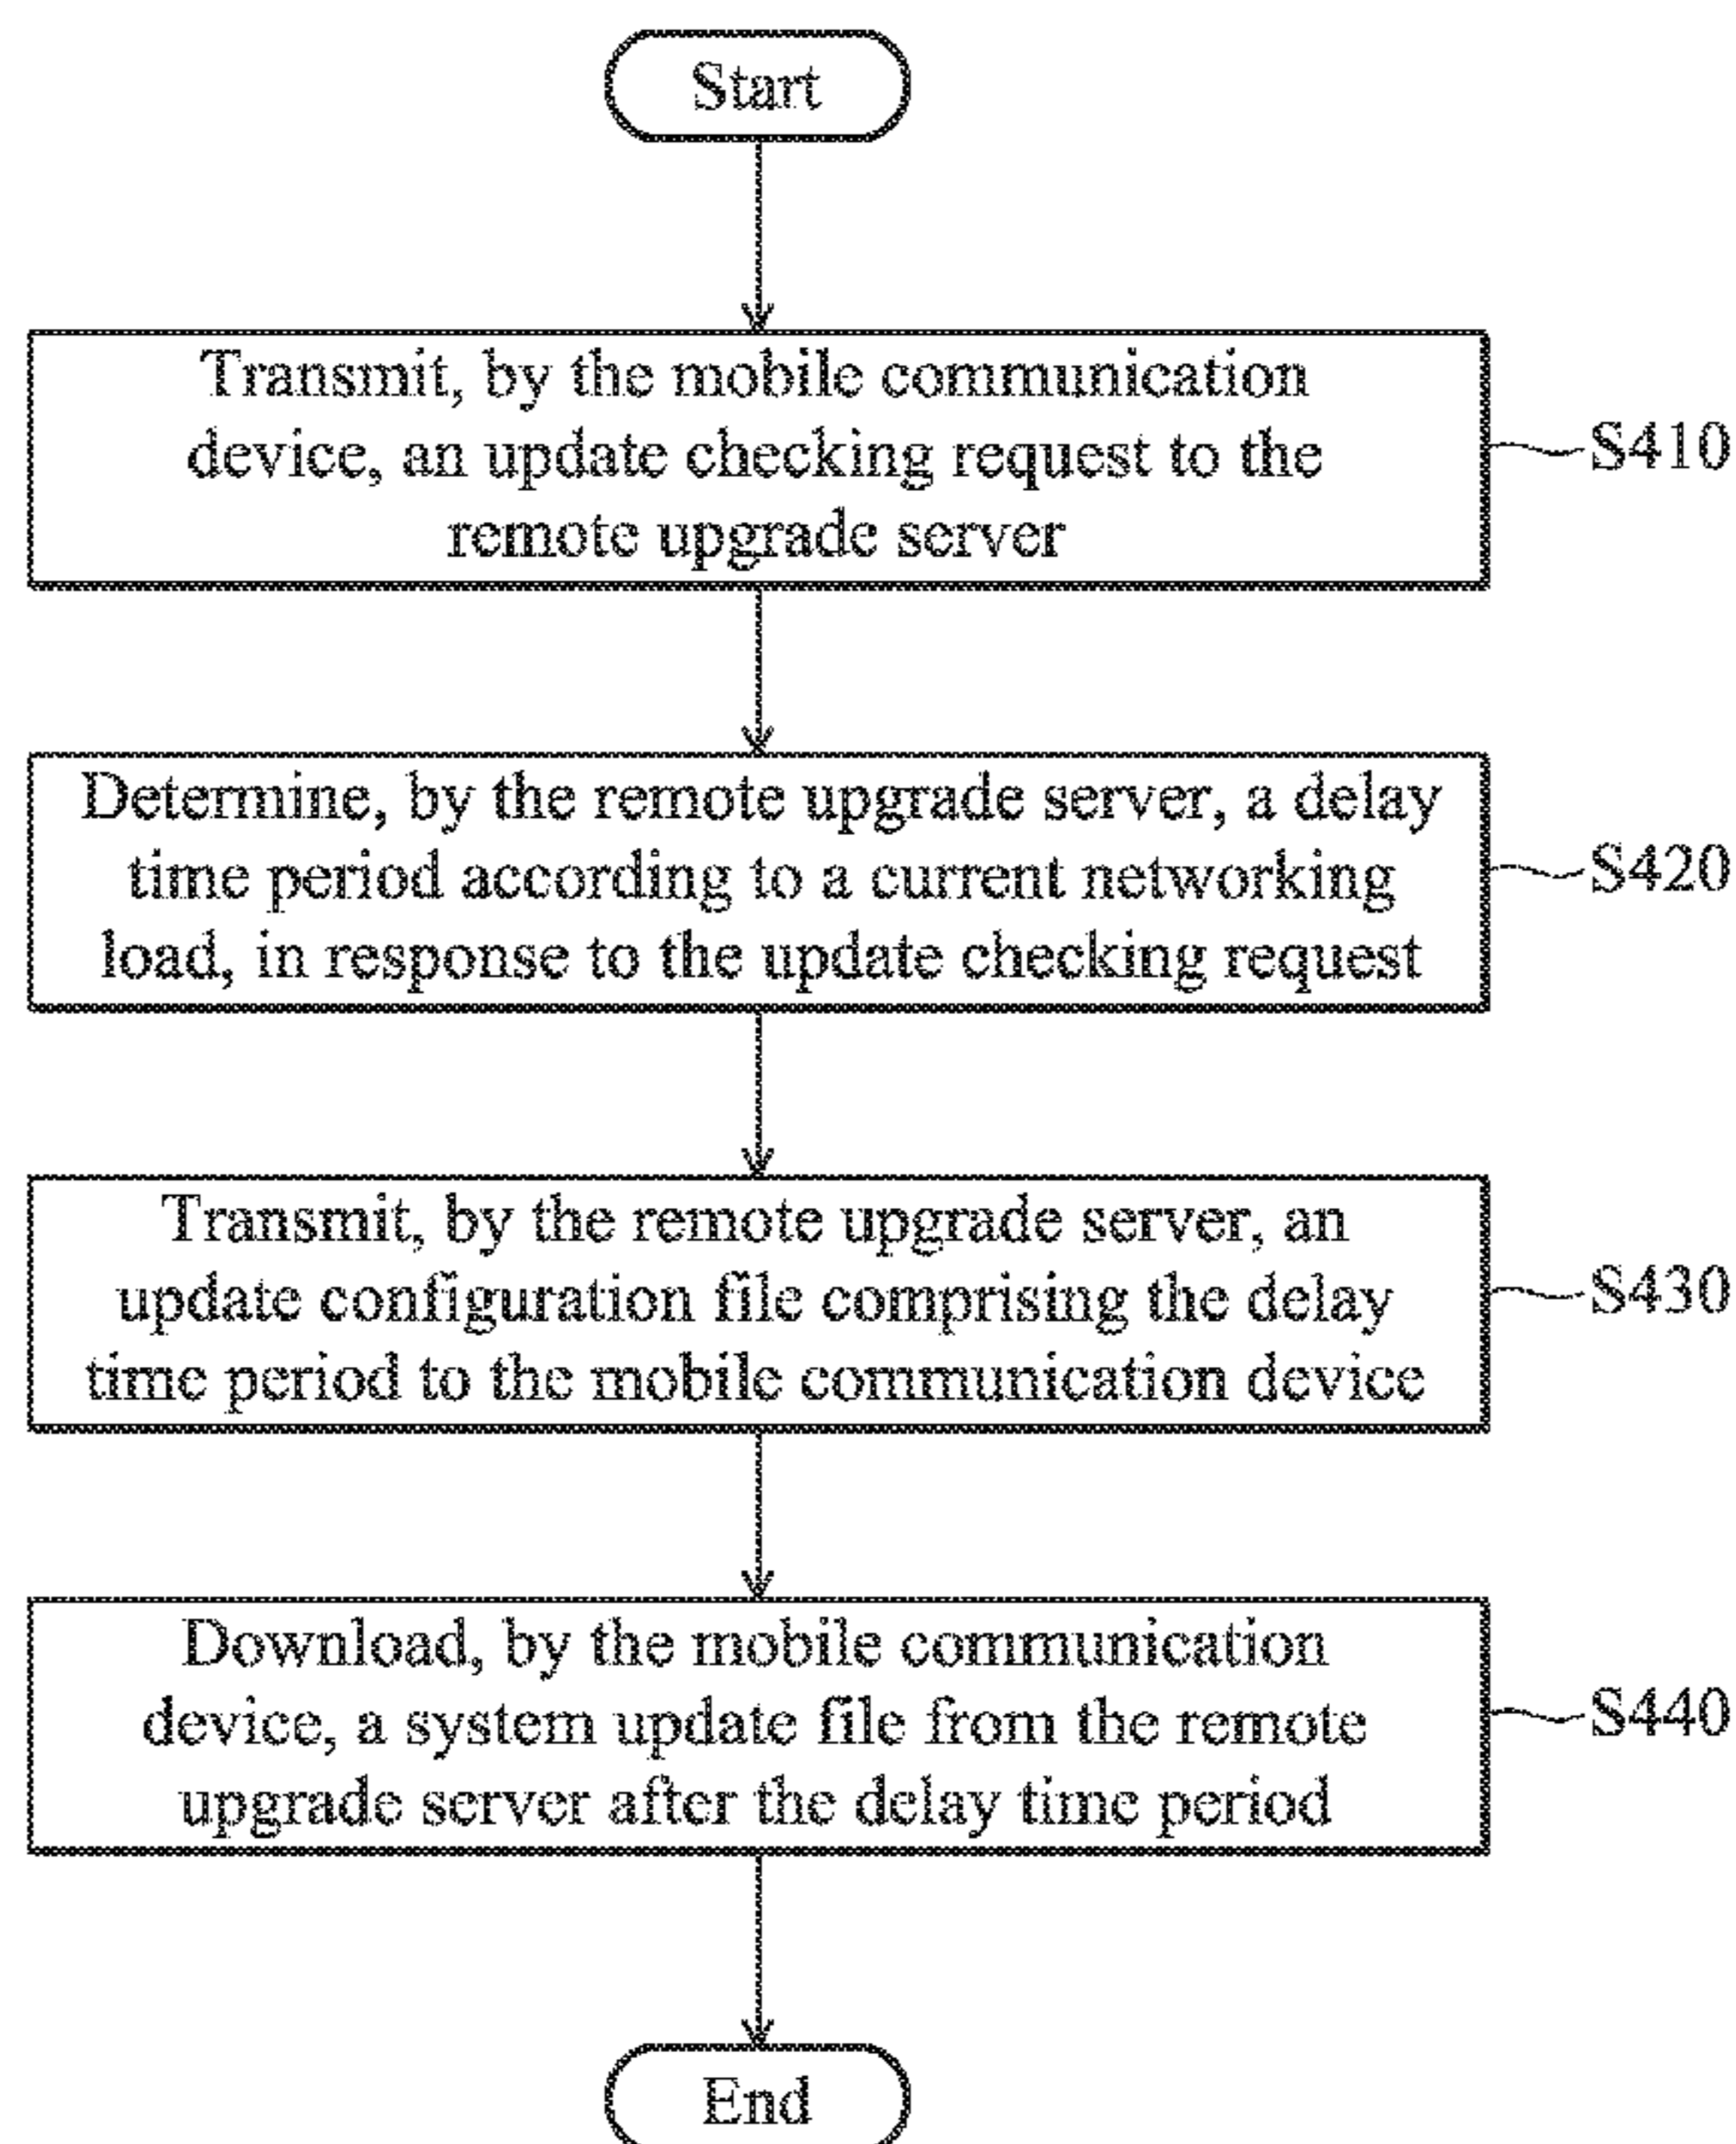 Start
Transmit, by the mobile communication
device, an update checking request to the
remote upgrade server
S410
Determine, by the remote upgrade server, a delay
time period according to a current networking
load, in response to the update checking request
S420
Transmit, by the remote upgrade server, an
update configuration file comprising the delay
time period to the mobile communication device
S430
Download, by the mobile communication
device, a system update file from the remote
upgrade server after the delay time period
S440
End